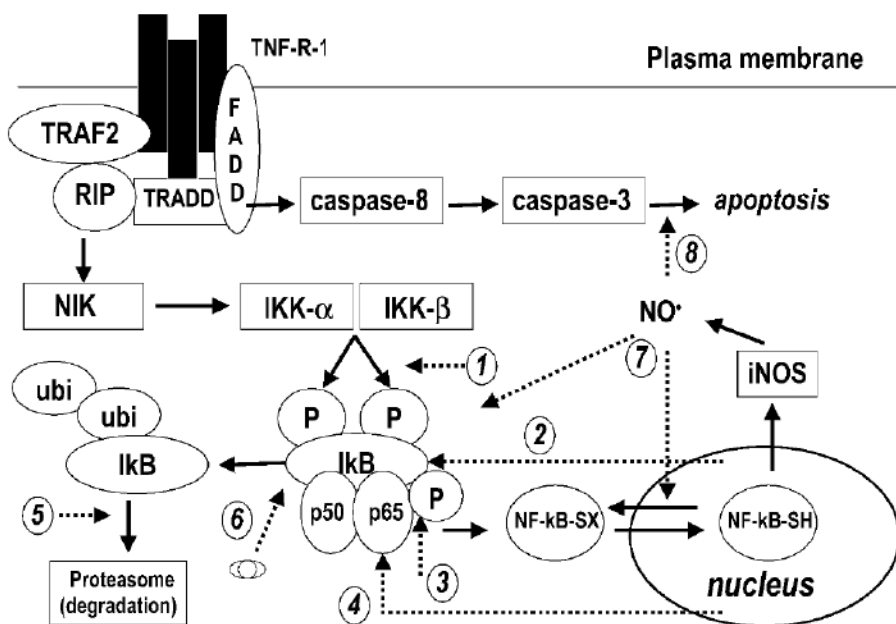 TNF-R-1
Plasma membrane
TRAF2
F
A
D
D
RIP
TRADD
caspase-8
caspase-3
apoptosis
8
NIK
IKK-α
IKK-β
NO•
7
1
iNOS
ubi
ubi
P
P
2
IkB
IkB
P
5
6
p50
p65
NF-kB-SX
NF-kB-SH
Proteasome
(degradation)
3
4
nucleus